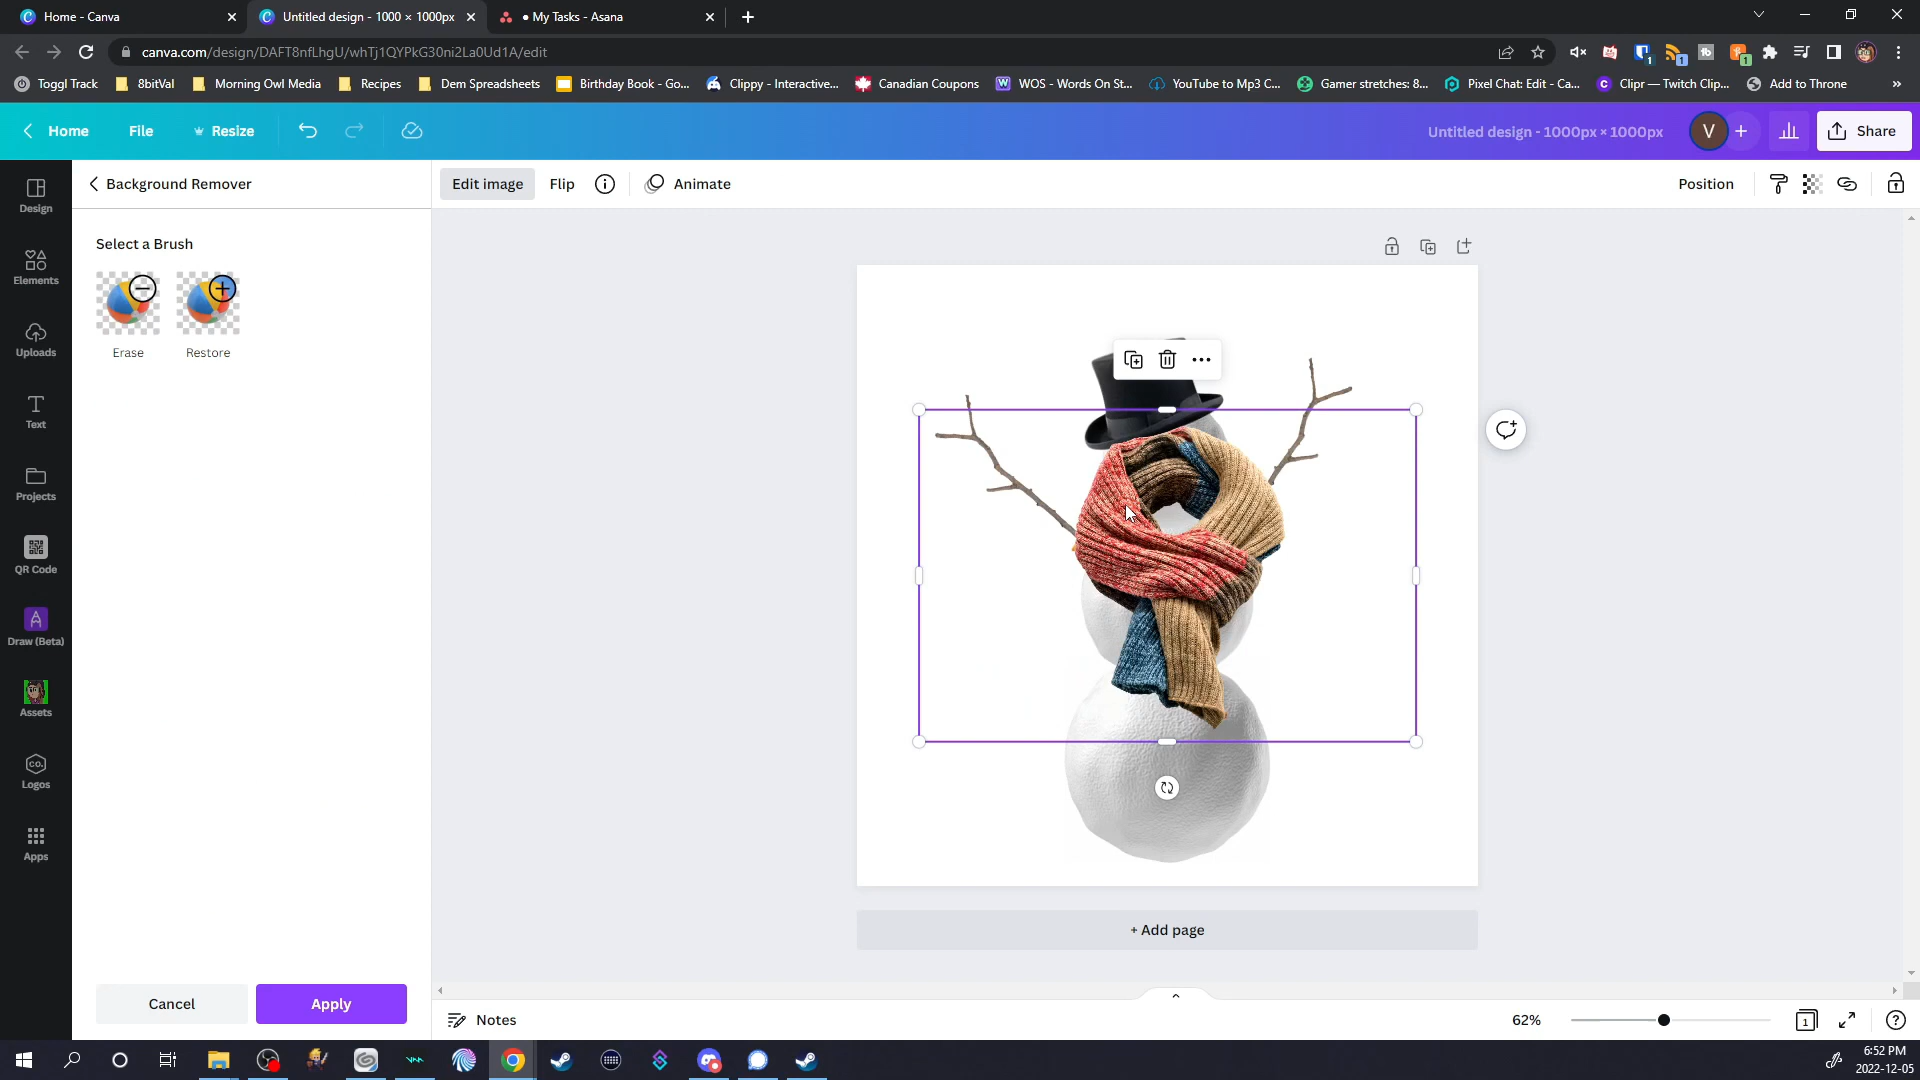 Home - Canva
Untitled design - 1000 × 1000px
• My Tasks - Asana
canva.com/design/DAFT8nfLhgU/whTj1QYPkG30ni2La0Ud1A/edit
Toggl Track
8bitVal
Morning Owl Media
Recipes
Dem Spreadsheets
Birthday Book - Go...
Clippy - Interactive...
Canadian Coupons
WOS - Words On St...
YouTube to Mp3 C...
Gamer stretches: 8...
Pixel Chat: Edit - Ca...
Clipr — Twitch Clip...
Add to Throne
»
Home
File
Resize
Untitled design - 1000px × 1000px
V
+
Share
Background Remover
Edit image
Flip
Animate
Position
Design
Elements
Uploads
Text
Projects
QR Code
Draw (Beta)
Assets
Logos
Apps
Select a Brush
Erase
Restore
+ Add page
Cancel
Apply
Notes
62%
1
6:52 PM
2022-12-05